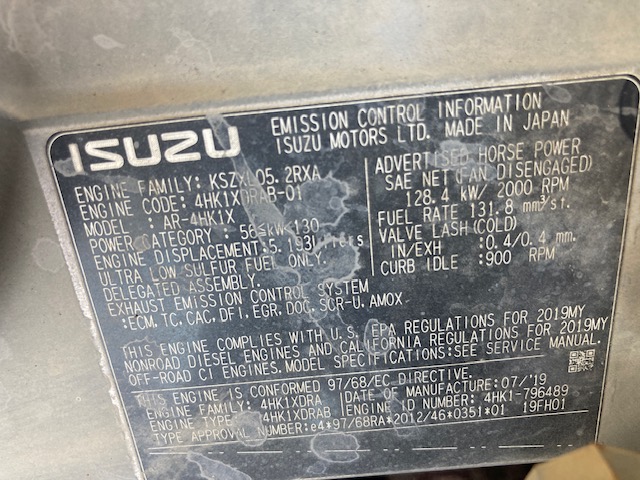 ISUZU
EMISSION CONTROL INFORMATION
ISUZU MOTORS LTD. MADE IN JAPAN
ENGINE FAMILY: KSZXL05.2RXA
ENGINE CODE: 4HK1XDRAB-01
MODEL : AR-4HK1X
POWER CATEGORY : 56≤kW<130
ENGINE DISPLACEMENT:5.193liters
ULTRA LOW SULFUR FUEL ONLY.
DELEGATED ASSEMBLY.
EXHAUST EMISSION CONTROL SYSTEM
:ECM, TC, CAC, DFI, EGR, DOC, SCR-U, AMOX
ADVERTISED HORSE POWER
SAE NET(FAN DISENGAGED)
128.4 kW/ 2000 RPM
FUEL RATE 131.8 mm³/st.
VALVE LASH(COLD)
IN/EXH :0.4/0.4 mm.
CURB IDLE :900 RPM
THIS ENGINE COMPLIES WITH U.S. EPA REGULATIONS FOR 2019MY
NONROAD DIESEL ENGINES AND CALIFORNIA REGULATIONS FOR 2019MY
OFF-ROAD CI ENGINES. MODEL SPECIFICATIONS:SEE SERVICE MANUAL.
THIS ENGINE IS CONFORMED 97/68/EC DIRECTIVE.
ENGINE FAMILY: 4HK1XDRA DATE OF MANUFACTURE: 07/'19
ENGINE TYPE: 4HK1XDRAB ENGINE ID NUMBER: 4HK1-796489
TYPE APPROVAL NUMBER: e4*97/68RA*2012/46*0351*01 19FH01